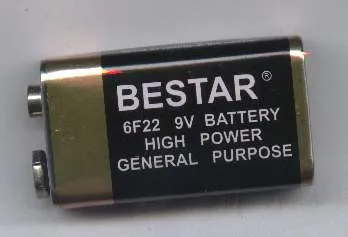 BESTAR®
6F22 9V BATTERY
HIGH POWER
GENERAL PURPOSE